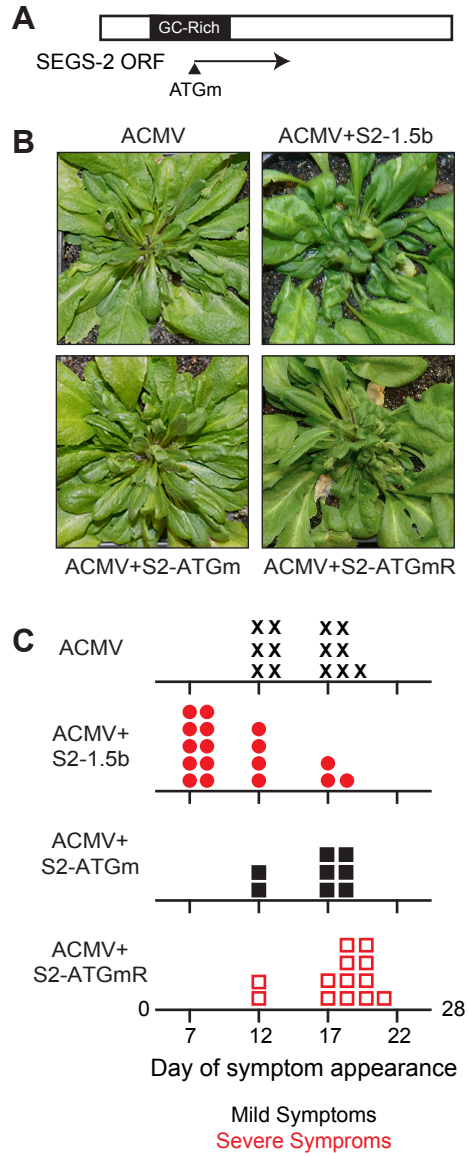 A
GC-Rich
SEGS-2 ORF
ATGm
B
ACMV
ACMV+S2-1.5b
ACMV+S2-ATGm
ACMV+S2-ATGmR
C
ACMV
X X X X
X X X X
X X X X X
ACMV+
S2-1.5b
ACMV+
S2-ATGm
ACMV+
S2-ATGmR
0
28
7 12 17 22
Day of symptom appearance
Mild Symptoms
Severe Symproms